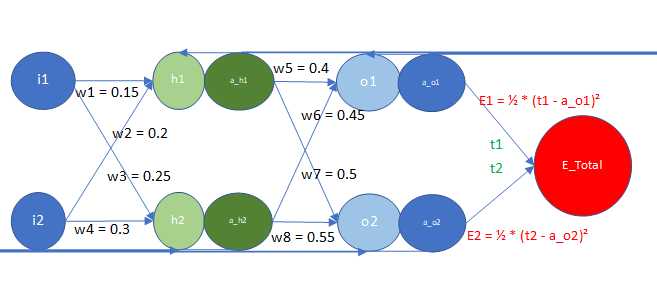 i1
h1
a_h1
w5 = 0.4
o1
a_o1
w1 = 0.15
E1 = ½ * (t1 - a_o1)²
w6 = 0.45
w2 = 0.2
t1
t2
E_Total
w3 = 0.25
w7 = 0.5
i2
h2
a_h2
o2
a_o2
w4 = 0.3
w8 = 0.55
E2 = ½ * (t2 - a_o2)²